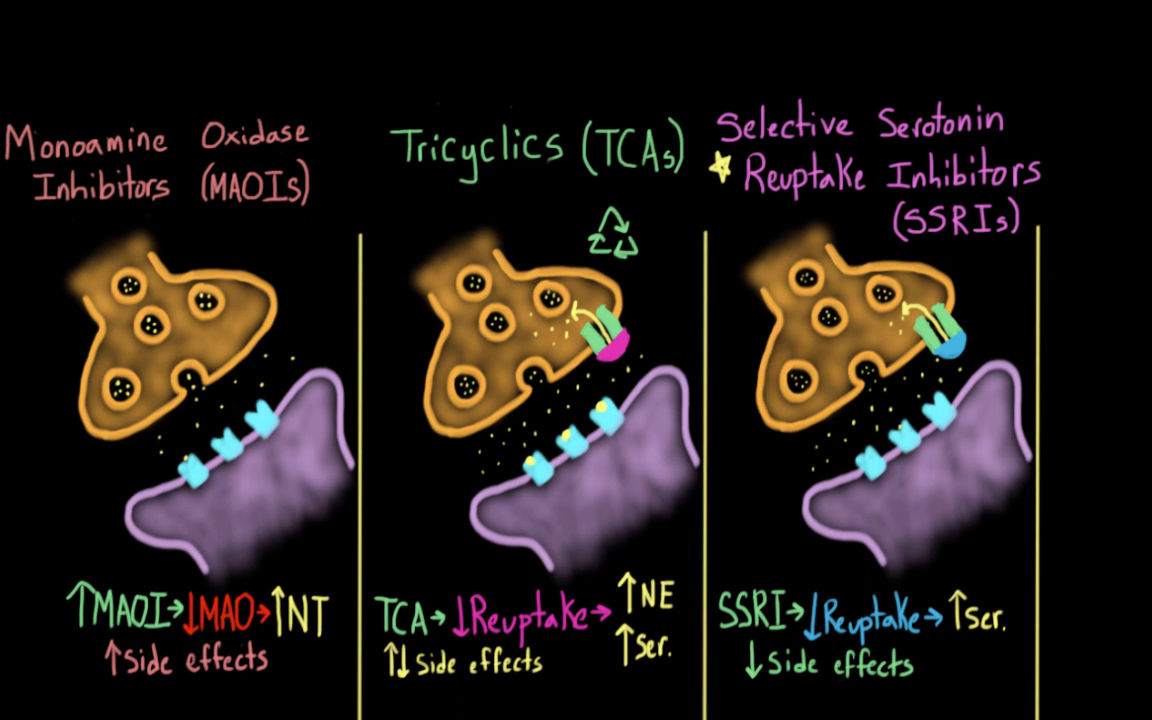 Monoamine Oxidase
Inhibitors (MAOIs)
↑MAOI→↓MAO→↑NT
↑Side effects
Tricyclics (TCAs)
TCA→↓Reuptake→↑NE
↑Ser.
↑↓ Side effects
Selective Serotonin
Reuptake Inhibitors
(SSRIs)
SSRI→↓Reuptake→↑Ser.
↓Side effects